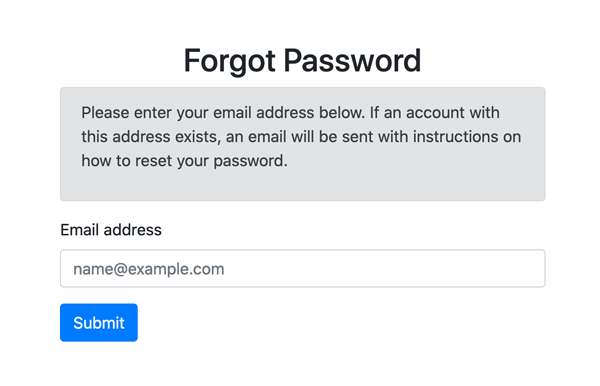 Forgot Password
Please enter your email address below. If an account with
this address exists, an email will be sent with instructions on
how to reset your password.
Email address
name@example.com
Submit